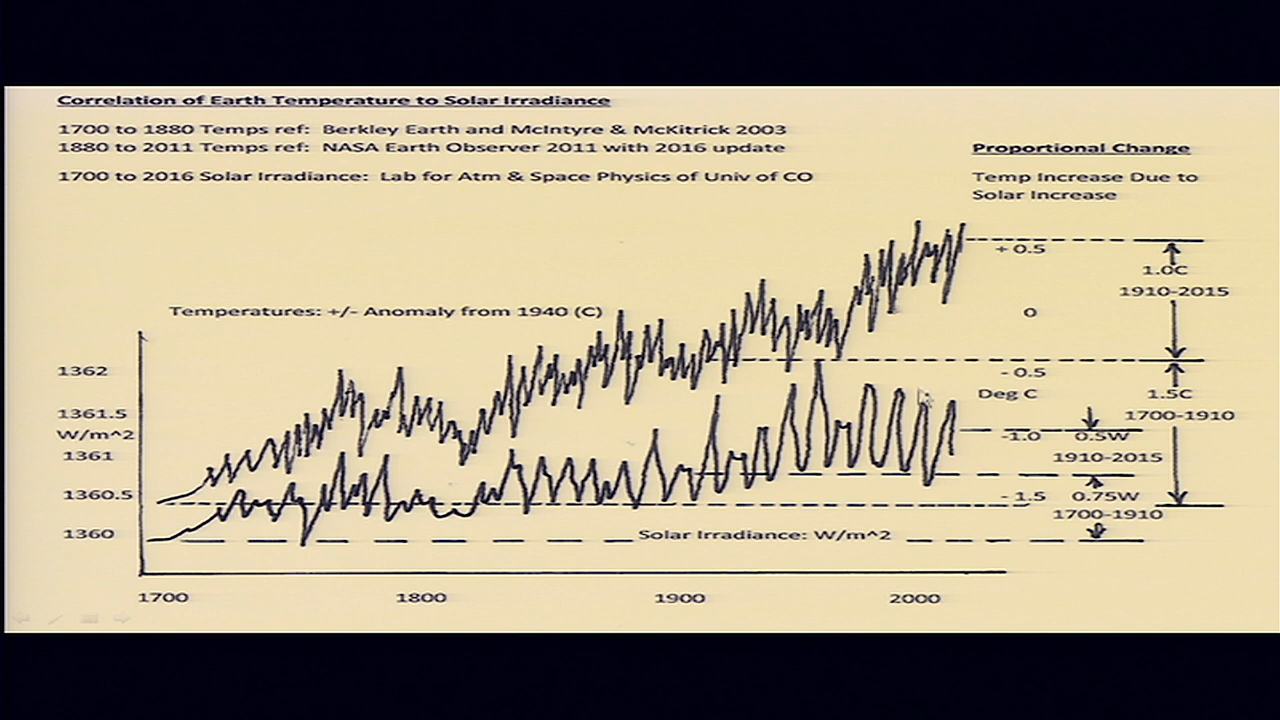 Correlation of Earth Temperature to Solar Irradiance
1700 to 1880 Temps ref: Berkley Earth and McIntyre & McKitrick 2003
1880 to 2011 Temps ref: NASA Earth Observer 2011 with 2016 update
1700 to 2016 Solar Irradiance: Lab for Atm & Space Physics of Univ of CO
Proportional Change
Temp Increase Due to
Solar Increase
+ 0.5
1.0C
1910-2015
Temperatures: +/- Anomaly from 1940 (C)
0
1362
- 0.5
Deg C
1.5C
1361.5
1700-1910
W/m^2
-1.0
0.5W
1361
1910-2015
1360.5
- 1.5
0.75W
1700-1910
1360
Solar Irradiance: W/m^2
1700
1800
1900
2000